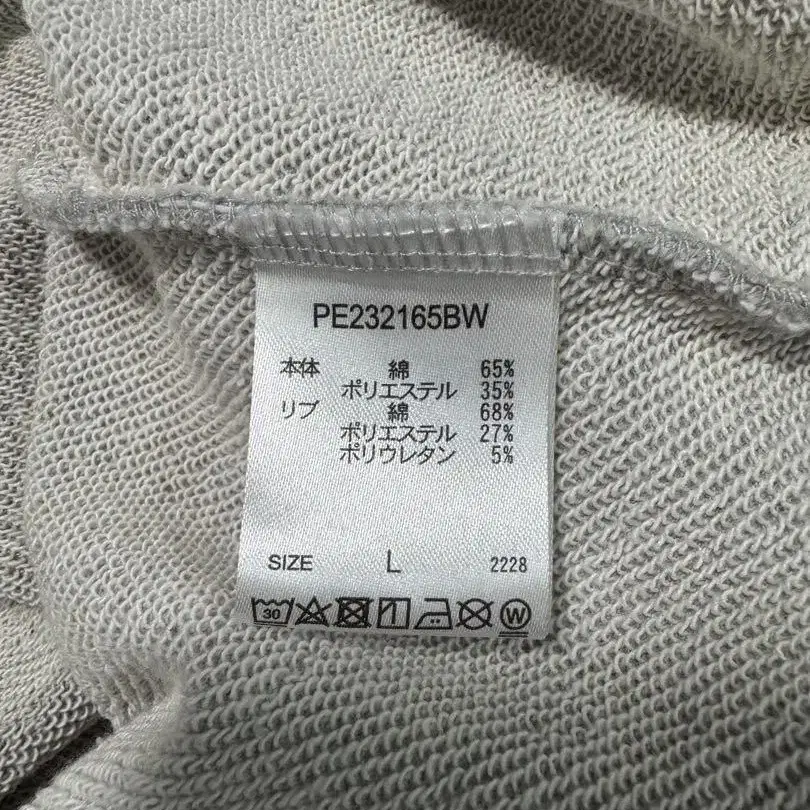 PE232165BW
本体 綿 65%
ポリエステル 35%
リブ 綿 68%
ポリエステル 27%
ポリウレタン 5%
SIZE L 2228
30 W